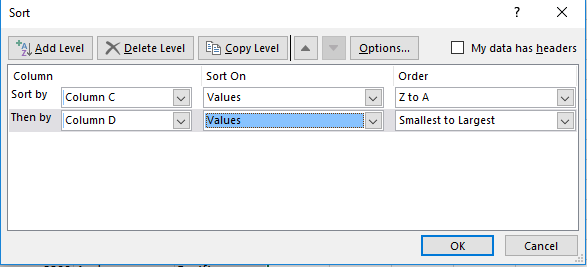 Sort
?
Add Level
Delete Level
Copy Level
Options...
My data has headers
Column
Sort On
Order
Sort by
Column C
Values
Z to A
Then by
Column D
Values
Smallest to Largest
OK
Cancel